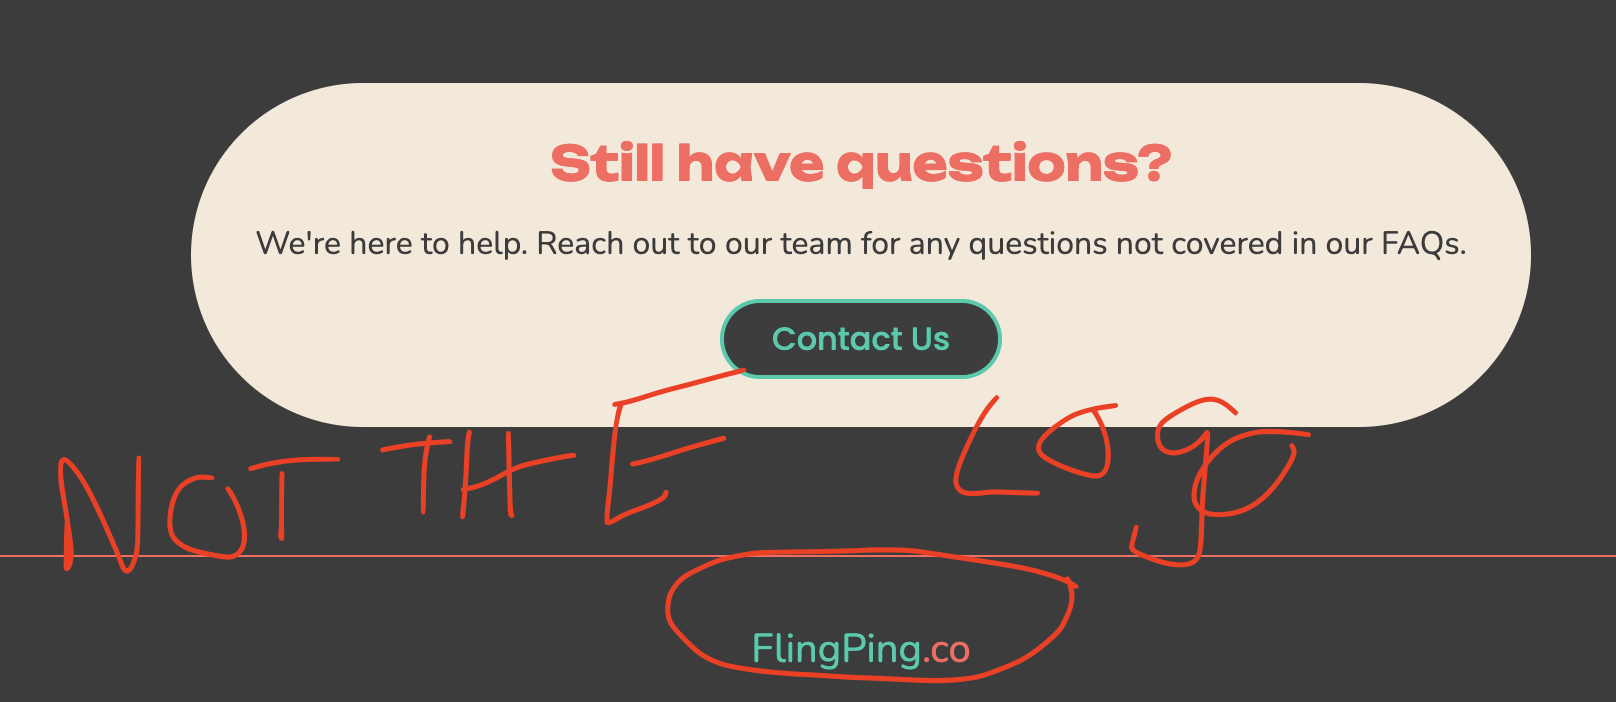 Still have questions?
We're here to help. Reach out to our team for any questions not covered in our FAQs.
Contact Us
NOT THE LOgO
FlingPing.co